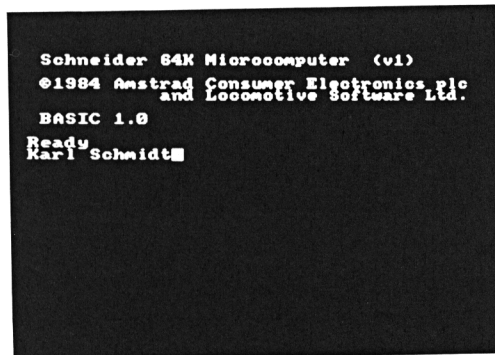 Schneider 64K Microcomputer (v1)
©1984 Amstrad Consumer Electronics plc
and Locomotive Software Ltd.
BASIC 1.0
Ready
Karl Schmidt